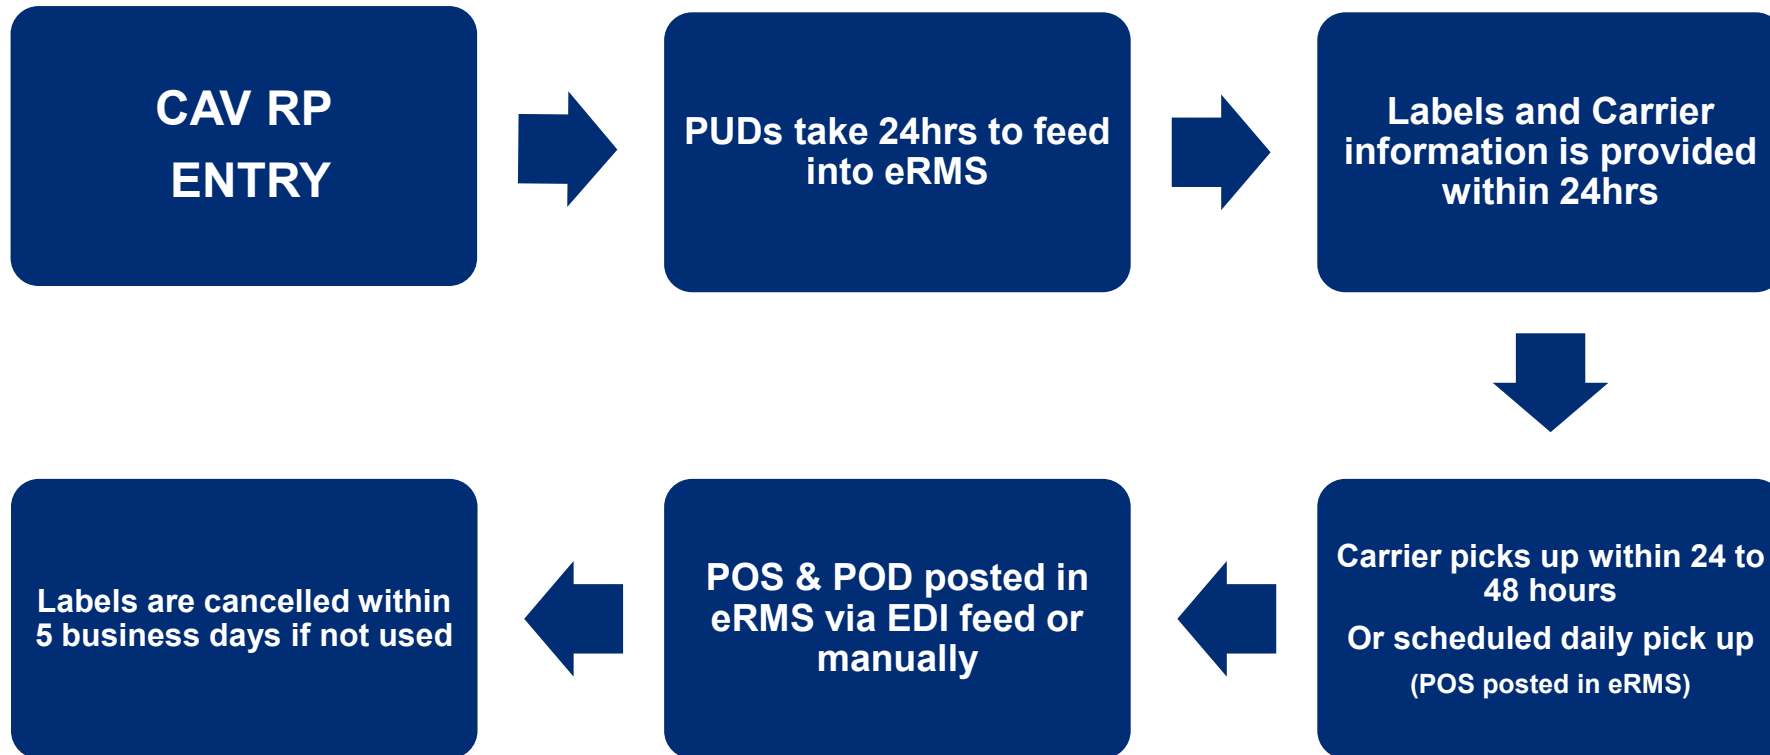 CAV RP
ENTRY
PUDs take 24hrs to feed
into eRMS
Labels and Carrier
information is provided
within 24hrs
Carrier picks up within 24 to
48 hours
Or scheduled daily pick up
(POS posted in eRMS)
POS & POD posted in
eRMS via EDI feed or
manually
Labels are cancelled within
5 business days if not used